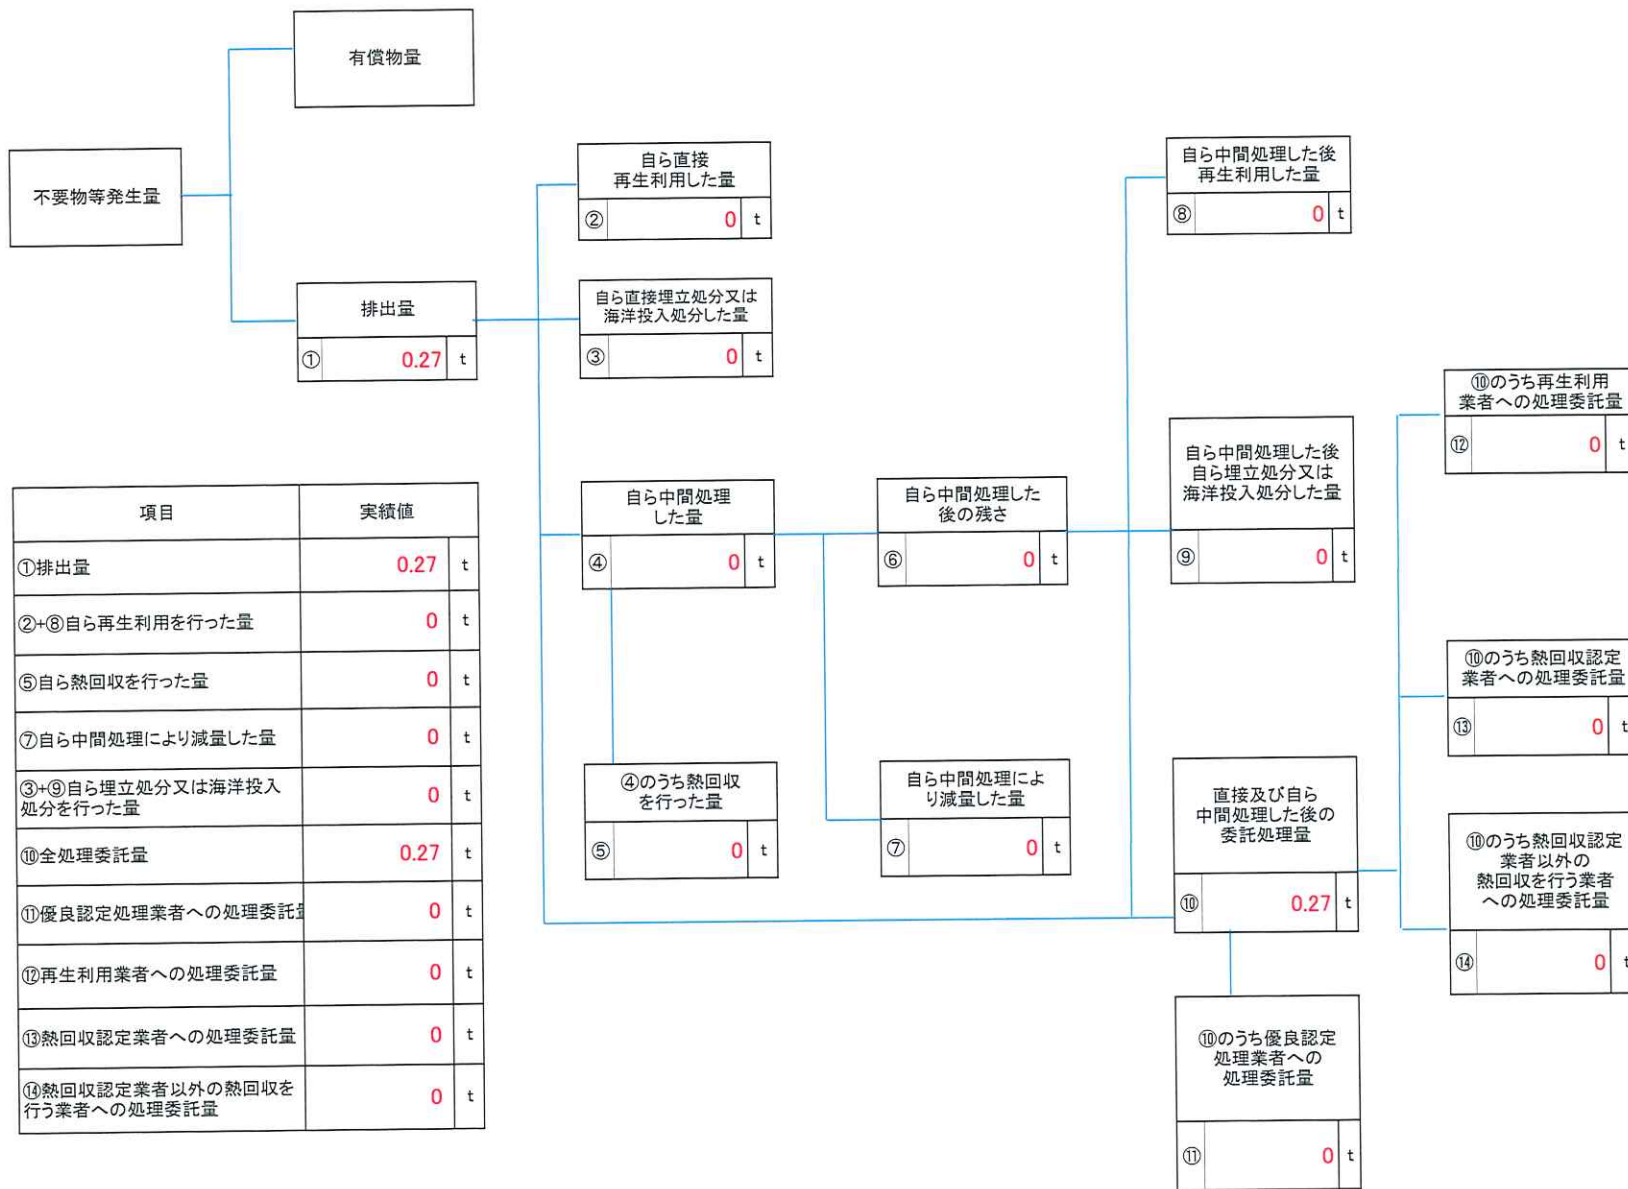 有償物量
不要物等発生量
排出量
① 0.27 t
自ら直接
再生利用した量
② 0 t
自ら直接埋立処分又は
海洋投入処分した量
③ 0 t
自ら中間処理
した量
④ 0 t
④のうち熱回収
を行った量
⑤ 0 t
自ら中間処理した
後の残さ
⑥ 0 t
自ら中間処理によ
り減量した量
⑦ 0 t
自ら中間処理した後
再生利用した量
⑧ 0 t
自ら中間処理した後
自ら埋立処分又は
海洋投入処分した量
⑨ 0 t
直接及び自ら
中間処理した後の
委託処理量
⑩ 0.27 t
⑩のうち優良認定
処理業者への
処理委託量
⑪ 0 t
⑩のうち再生利用
業者への処理委託量
⑫ 0 t
⑩のうち熱回収認定
業者への処理委託量
⑬ 0 t
⑩のうち熱回収認定
業者以外の
熱回収を行う業者
への処理委託量
⑭ 0 t
項目 実績値
①排出量 0.27 t
②+⑧自ら再生利用を行った量 0 t
⑤自ら熱回収を行った量 0 t
⑦自ら中間処理により減量した量 0 t
③+⑨自ら埋立処分又は海洋投入
処分を行った量 0 t
⑩全処理委託量 0.27 t
⑪優良認定処理業者への処理委託量 0 t
⑫再生利用業者への処理委託量 0 t
⑬熱回収認定業者への処理委託量 0 t
⑭熱回収認定業者以外の熱回収を
行う業者への処理委託量 0 t